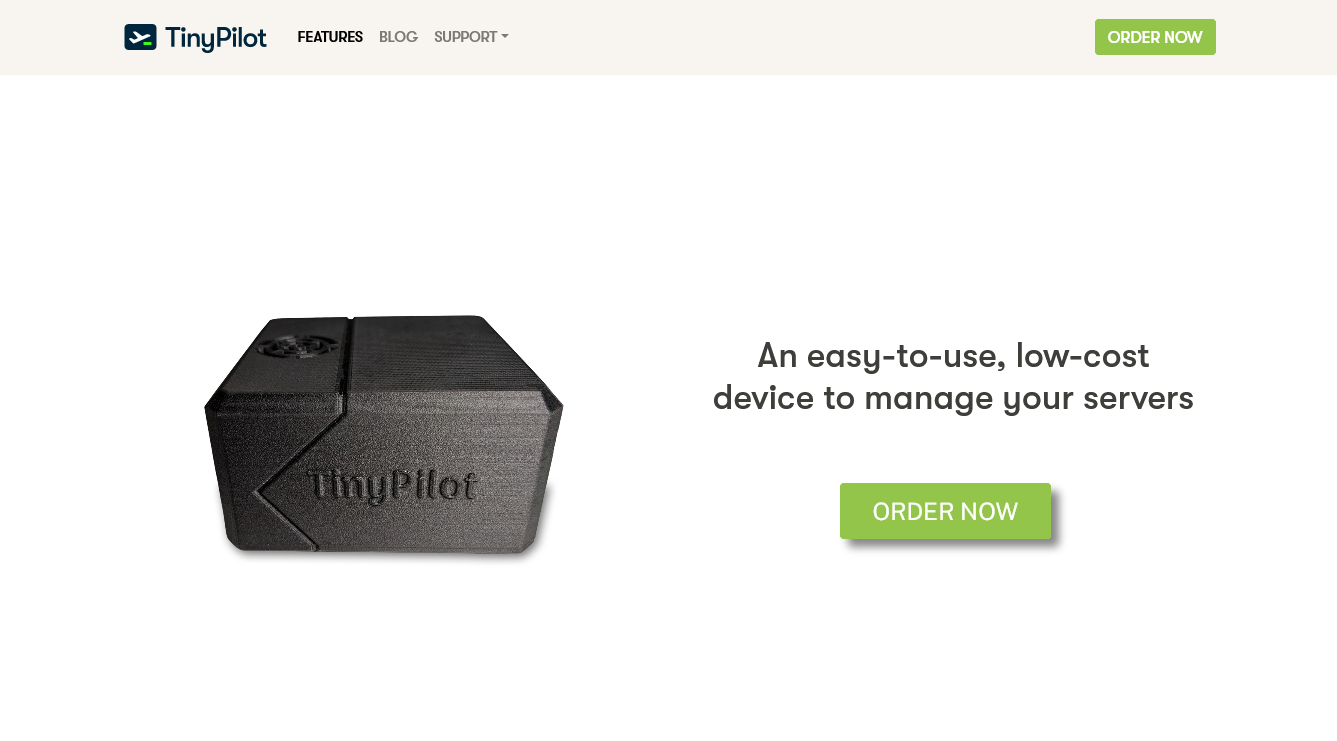 TinyPilot
FEATURES
BLOG
SUPPORT
ORDER NOW
An easy-to-use, low-cost
device to manage your servers
TinyPilot
ORDER NOW